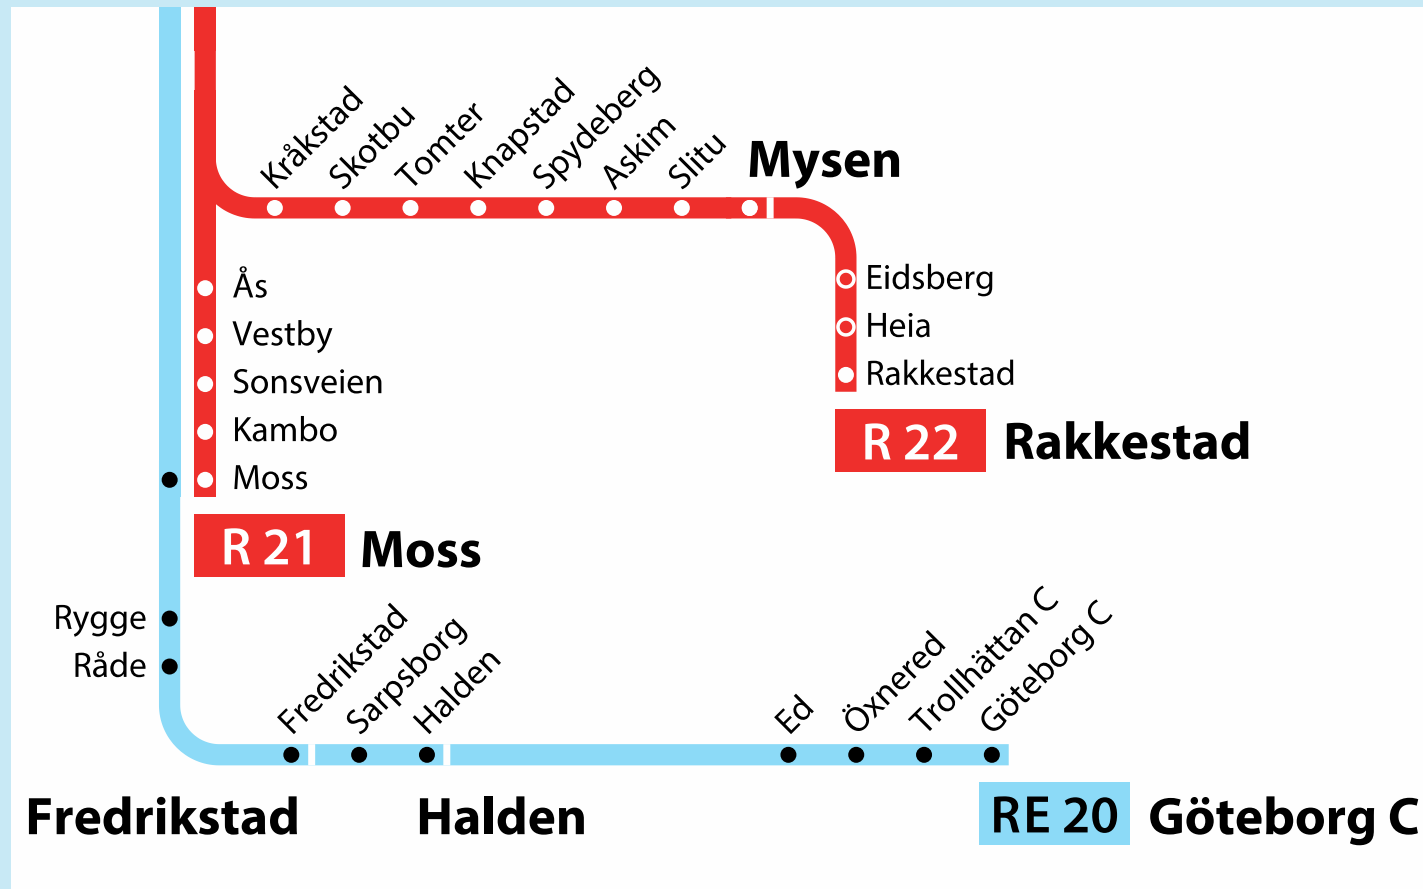 Kråkstad
Skotbu
Tomter
Knapstad
Spydeberg
Askim
Slitu
Mysen
Ås
Vestby
Sonsveien
Kambo
Moss
R 21 Moss
Eidsberg
Heia
Rakkestad
R 22 Rakkestad
Rygge
Råde
Fredrikstad
Sarpsborg
Halden
Ed
Öxnered
Trollhättan C
Göteborg C
Fredrikstad
Halden
RE 20 Göteborg C